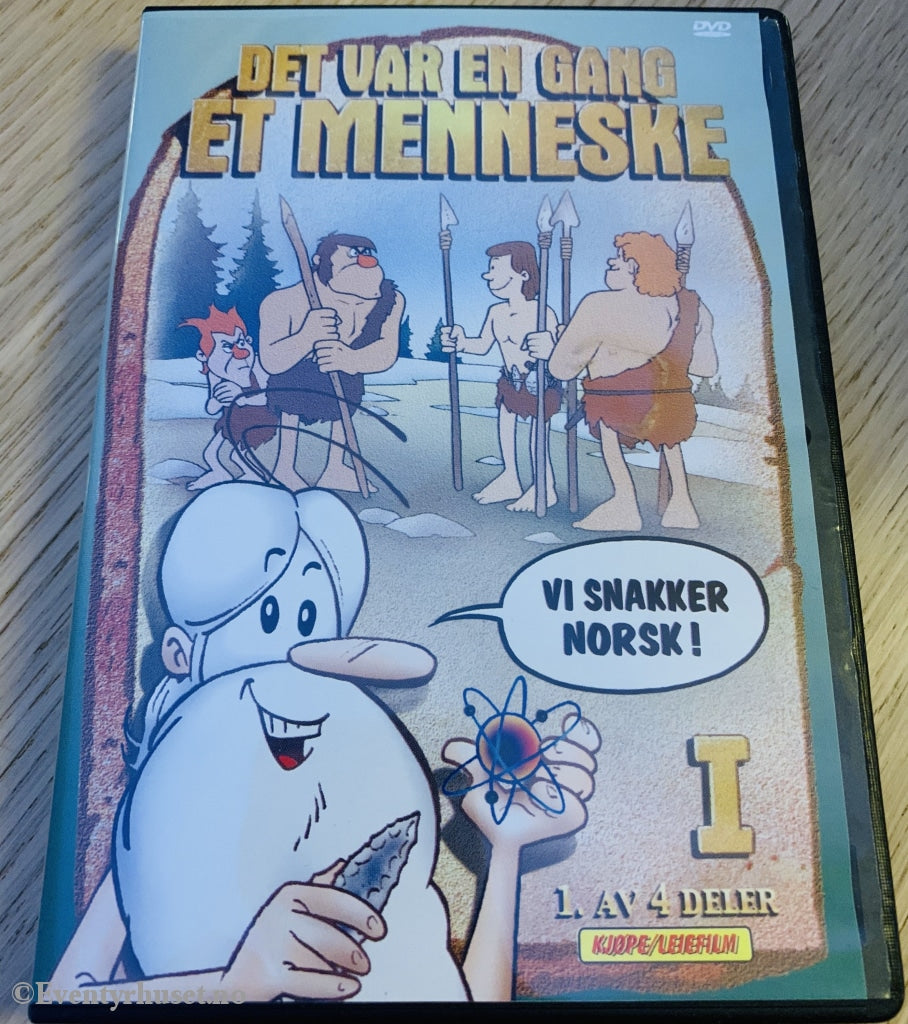 DVD
DET VAR EN GANG
ET MENNESKE
VI SNAKKER
NORSK!
I
1. AV 4 DELER
KJØPE/LEIEFILM
©Eventyrhuset.no